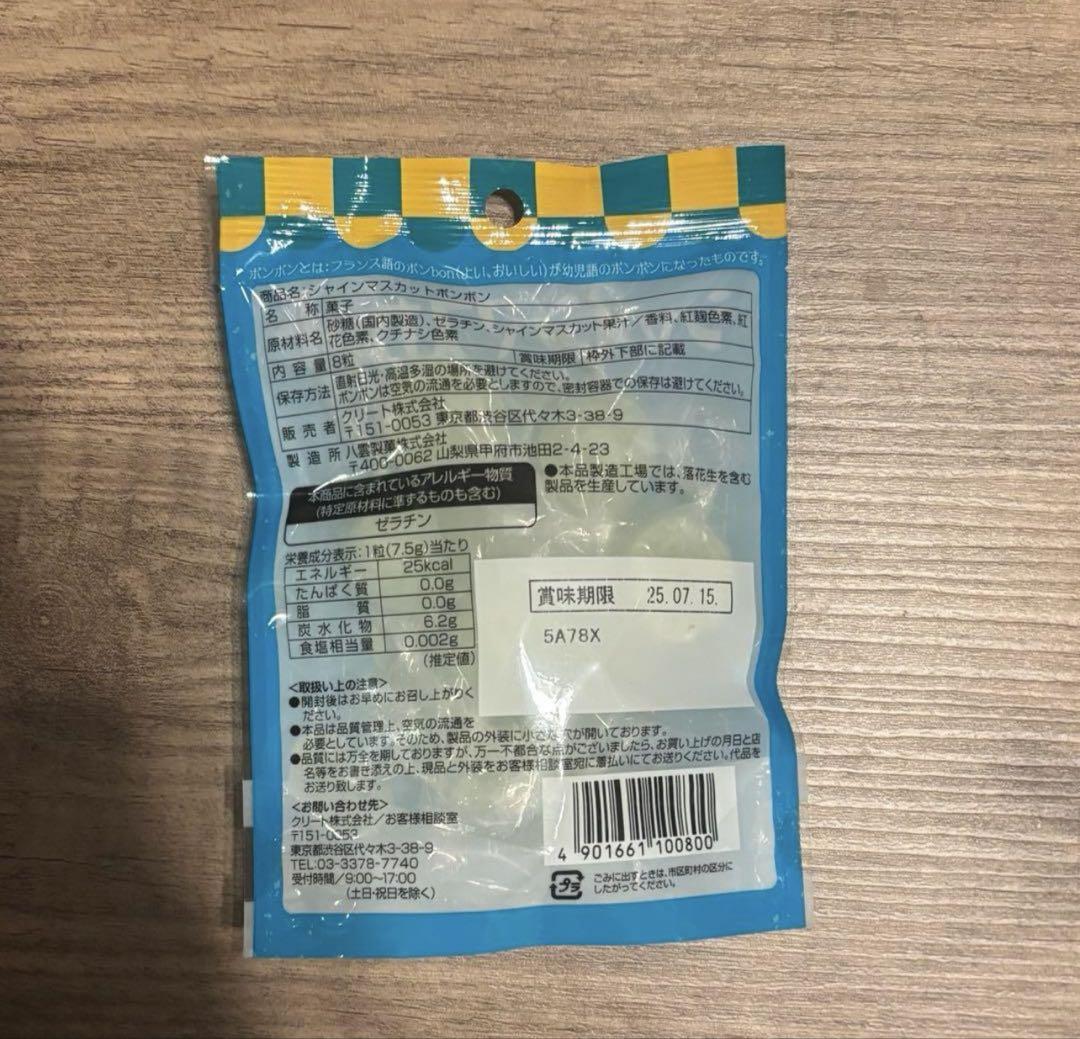 ボンボンとは:フランス語のボンbon(よい、おいしい)が幼児語のボンボンになったものです。
商品名:シャインマスカットボンボン
名 称 菓子
原材料名 砂糖(国内製造)、ゼラチン、シャインマスカット果汁/香料、紅麹色素、紅
花色素、クチナシ色素
内容量 8粒 賞味期限 枠外下部に記載
保存方法 直射日光・高温多湿の場所を避けてください。
ボンボンは空気の流通を必要としますので、密封容器での保存は避けてください。
販売者 クリート株式会社
〒151-0053 東京都渋谷区代々木3-38-9
製造所 八雲製菓株式会社
〒400-0062 山梨県甲府市池田2-4-23
本商品に含まれているアレルギー物質
(特定原材料に準ずるものも含む)
ゼラチン
●本品製造工場では、落花生を含む
製品を生産しています。
栄養成分表示:1粒(7.5g)当たり
エネルギー 25kcal
たんぱく質 0.0g
脂質 0.0g
炭水化物 6.2g
食塩相当量 0.002g
(推定値)
賞味期限 25.07.15.
5A78X
<取扱い上の注意>
●開封後はお早めにお召し上がりく
ださい。
●本品は品質管理上、空気の流通を
必要としています。そのため、製品の外装に小さな穴が開いております。
●品質には万全を期しておりますが、万一不都合な点がございましたら、お買い上げの月日と店
名等をお書き添えの上、現品と外装をお客様相談室宛に着払いにてお送りください。代品を
お送り致します。
<お問い合わせ先>
クリート株式会社/お客様相談室
〒151-0053
東京都渋谷区代々木3-38-9
TEL:03-3378-7740
受付時間/9:00~17:00
(土日・祝日を除く)
4 901661 100800
プラ
ごみに出すときは、市区町村の区分に
したがってください。